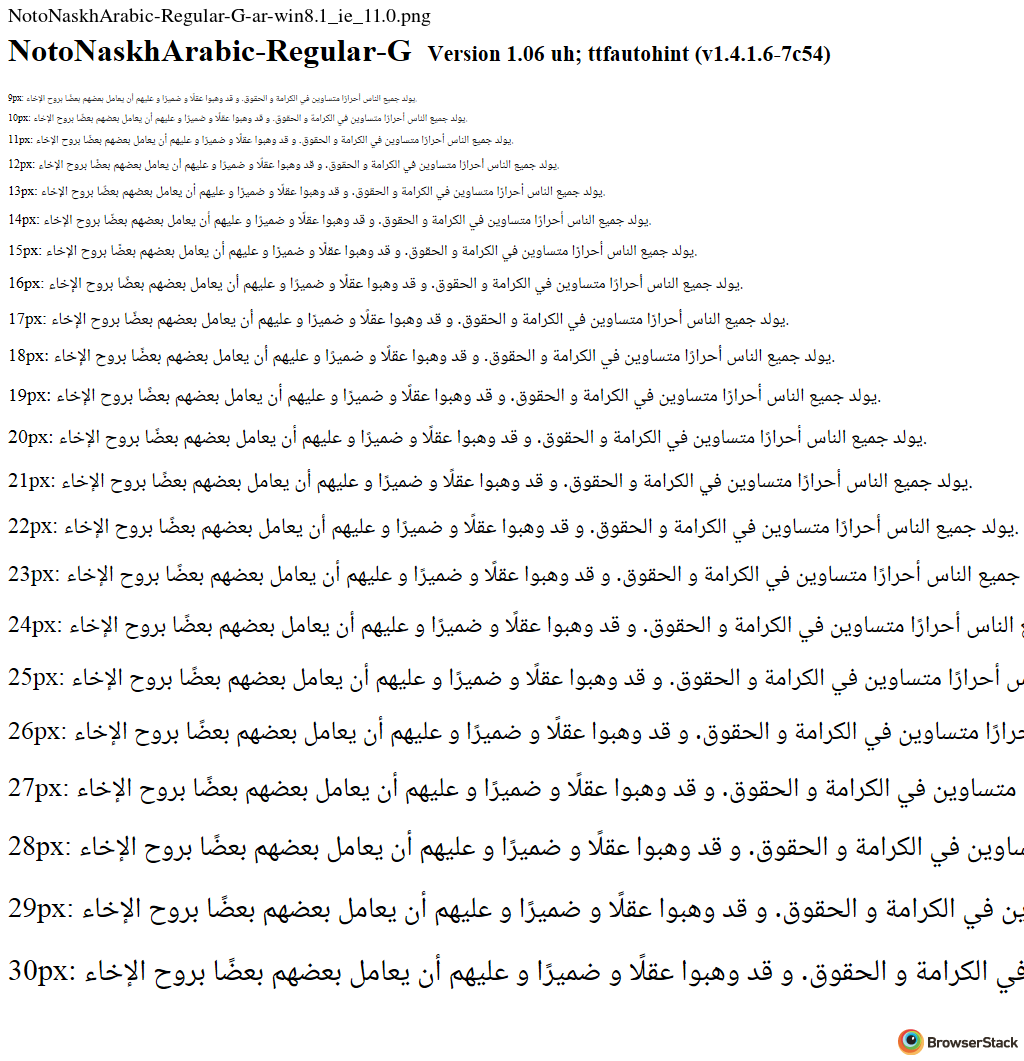 NotoNaskhArabic-Regular-G-ar-win8.1_ie_11.0.png
NotoNaskhArabic-Regular-G Version 1.06 uh; ttfautohint (v1.4.1.6-7c54)
9px: يولد جميع الناس أحرارًا متساوين في الكرامة و الحقوق. و قد وهبوا عقلًا و ضميرًا و عليهم أن يعامل بعضهم بعضًا بروح الإخاء.
10px: يولد جميع الناس أحرارًا متساوين في الكرامة و الحقوق. و قد وهبوا عقلًا و ضميرًا و عليهم أن يعامل بعضهم بعضًا بروح الإخاء.
11px: يولد جميع الناس أحرارًا متساوين في الكرامة و الحقوق. و قد وهبوا عقلًا و ضميرًا و عليهم أن يعامل بعضهم بعضًا بروح الإخاء.
12px: يولد جميع الناس أحرارًا متساوين في الكرامة و الحقوق. و قد وهبوا عقلًا و ضميرًا و عليهم أن يعامل بعضهم بعضًا بروح الإخاء.
13px: يولد جميع الناس أحرارًا متساوين في الكرامة و الحقوق. و قد وهبوا عقلًا و ضميرًا و عليهم أن يعامل بعضهم بعضًا بروح الإخاء.
14px: يولد جميع الناس أحرارًا متساوين في الكرامة و الحقوق. و قد وهبوا عقلًا و ضميرًا و عليهم أن يعامل بعضهم بعضًا بروح الإخاء.
15px: يولد جميع الناس أحرارًا متساوين في الكرامة و الحقوق. و قد وهبوا عقلًا و ضميرًا و عليهم أن يعامل بعضهم بعضًا بروح الإخاء.
16px: يولد جميع الناس أحرارًا متساوين في الكرامة و الحقوق. و قد وهبوا عقلًا و ضميرًا و عليهم أن يعامل بعضهم بعضًا بروح الإخاء.
17px: يولد جميع الناس أحرارًا متساوين في الكرامة و الحقوق. و قد وهبوا عقلًا و ضميرًا و عليهم أن يعامل بعضهم بعضًا بروح الإخاء.
18px: يولد جميع الناس أحرارًا متساوين في الكرامة و الحقوق. و قد وهبوا عقلًا و ضميرًا و عليهم أن يعامل بعضهم بعضًا بروح الإخاء.
19px: يولد جميع الناس أحرارًا متساوين في الكرامة و الحقوق. و قد وهبوا عقلًا و ضميرًا و عليهم أن يعامل بعضهم بعضًا بروح الإخاء.
20px: يولد جميع الناس أحرارًا متساوين في الكرامة و الحقوق. و قد وهبوا عقلًا و ضميرًا و عليهم أن يعامل بعضهم بعضًا بروح الإخاء.
21px: يولد جميع الناس أحرارًا متساوين في الكرامة و الحقوق. و قد وهبوا عقلًا و ضميرًا و عليهم أن يعامل بعضهم بعضًا بروح الإخاء.
22px: يولد جميع الناس أحرارًا متساوين في الكرامة و الحقوق. و قد وهبوا عقلًا و ضميرًا و عليهم أن يعامل بعضهم بعضًا بروح الإخاء.
23px: جميع الناس أحرارًا متساوين في الكرامة و الحقوق. و قد وهبوا عقلًا و ضميرًا و عليهم أن يعامل بعضهم بعضًا بروح الإخاء
24px: الناس أحرارًا متساوين في الكرامة و الحقوق. و قد وهبوا عقلًا و ضميرًا و عليهم أن يعامل بعضهم بعضًا بروح الإخاء
25px: أحرارًا متساوين في الكرامة و الحقوق. و قد وهبوا عقلًا و ضميرًا و عليهم أن يعامل بعضهم بعضًا بروح الإخاء
26px: متساوين في الكرامة و الحقوق. و قد وهبوا عقلًا و ضميرًا و عليهم أن يعامل بعضهم بعضًا بروح الإخاء
27px: متساوين في الكرامة و الحقوق. و قد وهبوا عقلًا و ضميرًا و عليهم أن يعامل بعضهم بعضًا بروح الإخاء
28px: في الكرامة و الحقوق. و قد وهبوا عقلًا و ضميرًا و عليهم أن يعامل بعضهم بعضًا بروح الإخاء
29px: في الكرامة و الحقوق. و قد وهبوا عقلًا و ضميرًا و عليهم أن يعامل بعضهم بعضًا بروح الإخاء
30px: في الكرامة و الحقوق. و قد وهبوا عقلًا و ضميرًا و عليهم أن يعامل بعضهم بعضًا بروح الإخاء
BrowserStack